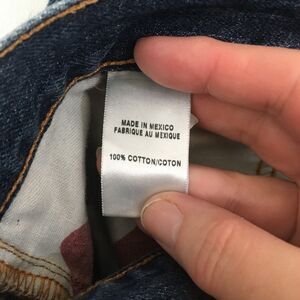 MADE IN MEXICO
FABRIQUE AU MEXIQUE
100% COTTON/COTON